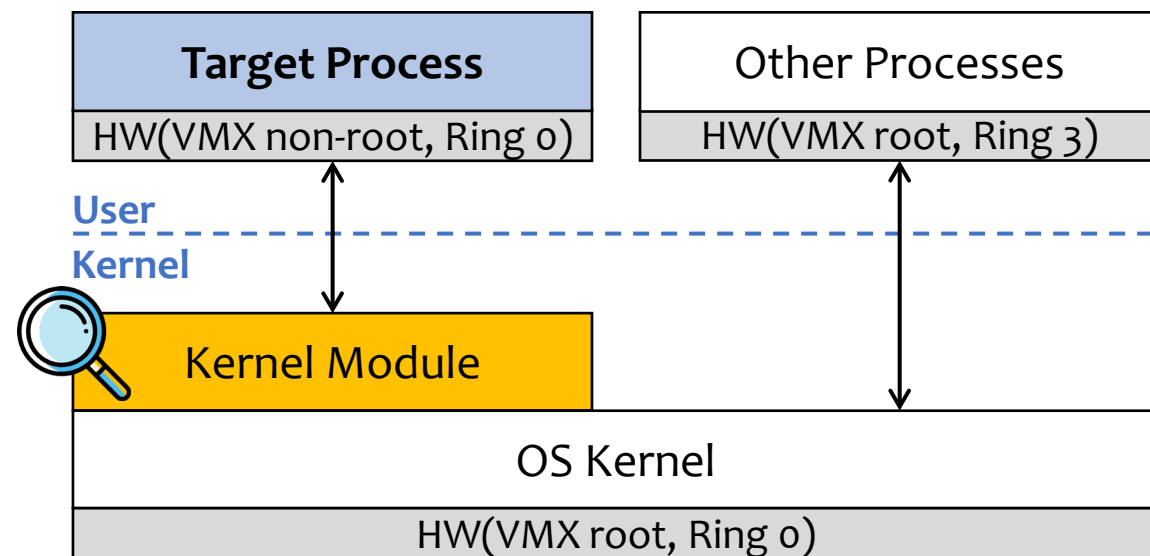 Target Process
Other Processes
HW(VMX non-root, Ring 0)
HW(VMX root, Ring 3)
User
Kernel
Kernel Module
OS Kernel
HW(VMX root, Ring 0)